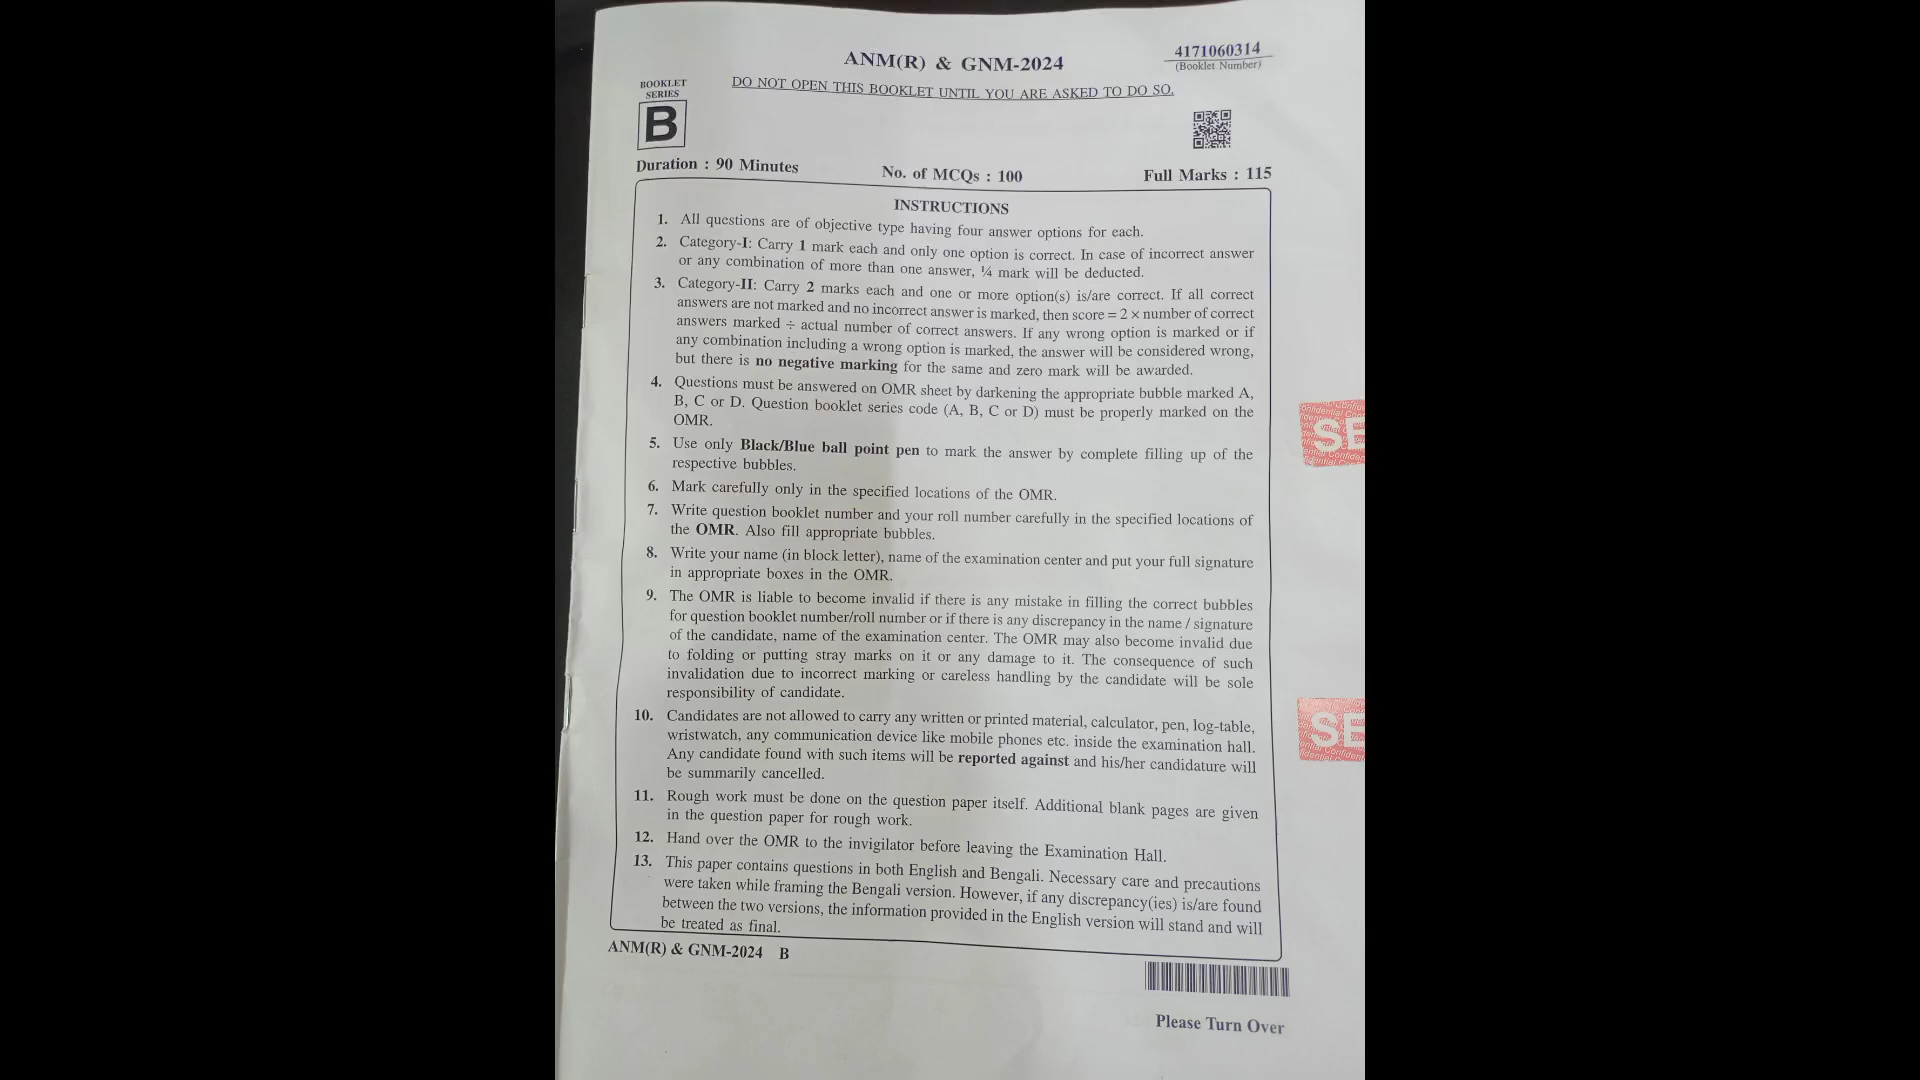 ANM(R) & GNM-2024
4171060314
(Booklet Number)
BOOKLET
SERIES
B
DO NOT OPEN THIS BOOKLET UNTIL YOU ARE ASKED TO DO SO.
Duration : 90 Minutes
No. of MCQs : 100
Full Marks : 115
INSTRUCTIONS
1. All questions are of objective type having four answer options for each.
2. Category-I: Carry 1 mark each and only one option is correct. In case of incorrect answer
or any combination of more than one answer, ¼ mark will be deducted.
3. Category-II: Carry 2 marks each and one or more option(s) is/are correct. If all correct
answers are not marked and no incorrect answer is marked, then score = 2 × number of correct
answers marked ÷ actual number of correct answers. If any wrong option is marked or if
any combination including a wrong option is marked, the answer will be considered wrong,
but there is no negative marking for the same and zero mark will be awarded.
4. Questions must be answered on OMR sheet by darkening the appropriate bubble marked A,
B, C or D. Question booklet series code (A, B, C or D) must be properly marked on the
OMR.
5. Use only Black/Blue ball point pen to mark the answer by complete filling up of the
respective bubbles.
6. Mark carefully only in the specified locations of the OMR.
7. Write question booklet number and your roll number carefully in the specified locations of
the OMR. Also fill appropriate bubbles.
8. Write your name (in block letter), name of the examination center and put your full signature
in appropriate boxes in the OMR.
9. The OMR is liable to become invalid if there is any mistake in filling the correct bubbles
for question booklet number/roll number or if there is any discrepancy in the name / signature
of the candidate, name of the examination center. The OMR may also become invalid due
to folding or putting stray marks on it or any damage to it. The consequence of such
invalidation due to incorrect marking or careless handling by the candidate will be sole
responsibility of candidate.
10. Candidates are not allowed to carry any written or printed material, calculator, pen, log-table,
wristwatch, any communication device like mobile phones etc. inside the examination hall.
Any candidate found with such items will be reported against and his/her candidature will
be summarily cancelled.
11. Rough work must be done on the question paper itself. Additional blank pages are given
in the question paper for rough work.
12. Hand over the OMR to the invigilator before leaving the Examination Hall.
13. This paper contains questions in both English and Bengali. Necessary care and precautions
were taken while framing the Bengali version. However, if any discrepancy(ies) is/are found
between the two versions, the information provided in the English version will stand and will
be treated as final.
ANM(R) & GNM-2024 B
Please Turn Over
SE
SE